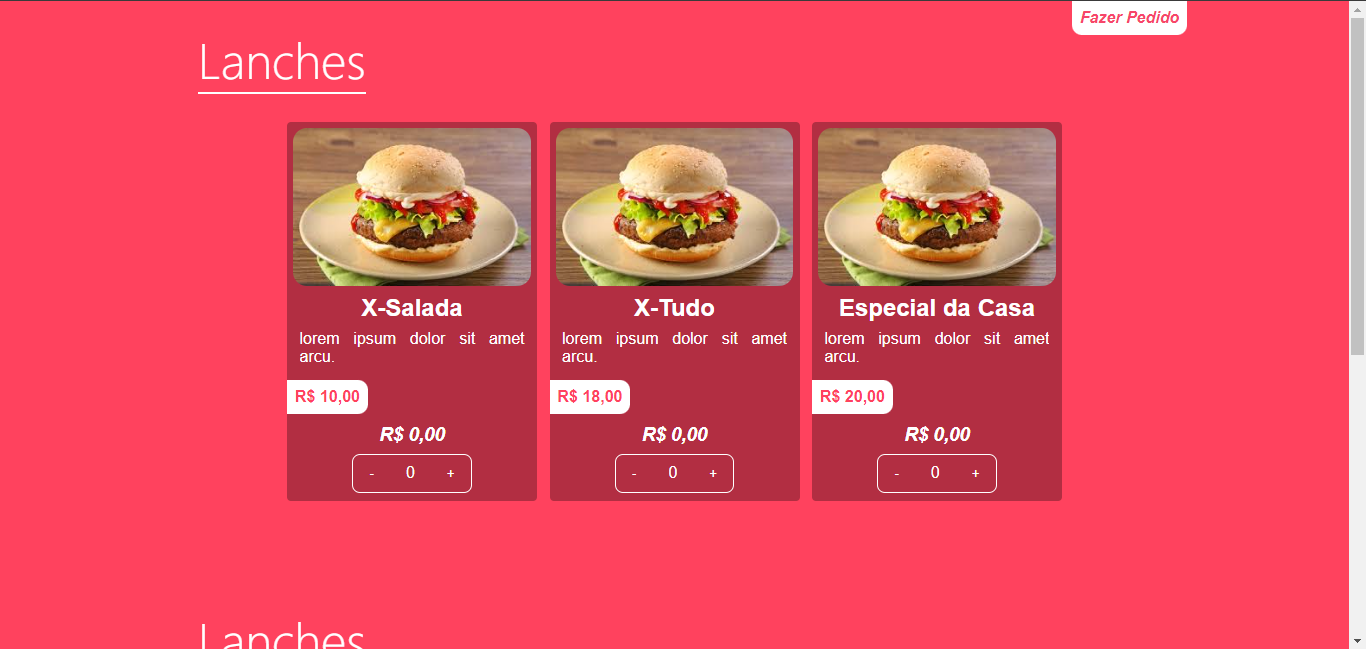 Fazer Pedido
Lanches
X-Salada
lorem ipsum dolor sit amet
arcu.
R$ 10,00
R$ 0,00
- 0 +
X-Tudo
lorem ipsum dolor sit amet
arcu.
R$ 18,00
R$ 0,00
- 0 +
Especial da Casa
lorem ipsum dolor sit amet
arcu.
R$ 20,00
R$ 0,00
- 0 +
Lanches